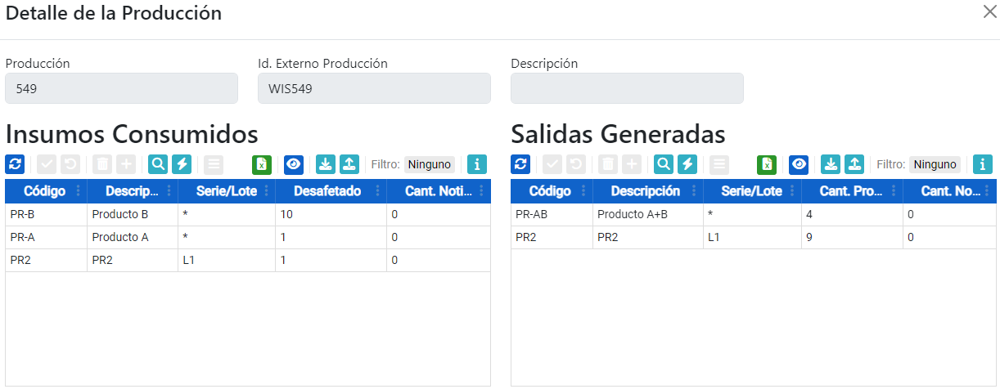 Detalle de la Producción
Producción
Id. Externo Producción
Descripción
549
WIS549
Insumos Consumidos
Filtro: Ninguno
Código Descrip... Serie/Lote Desafetado Cant. Noti...
PR-B Producto B * 10 0
PR-A Producto A * 1 0
PR2 PR2 L1 1 0
Salidas Generadas
Filtro: Ninguno
Código Descripción Serie/Lote Cant. Pro... Cant. No...
PR-AB Producto A+B * 4 0
PR2 PR2 L1 9 0